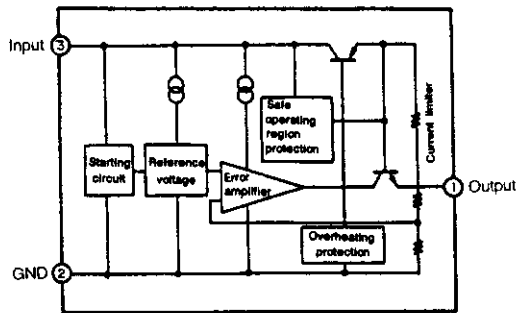 Input
3
Safe
operating
region
protection
Current limiter
Starting
circuit
Reference
voltage
Error
amplifier
1
Output
Overheating
protection
GND
2